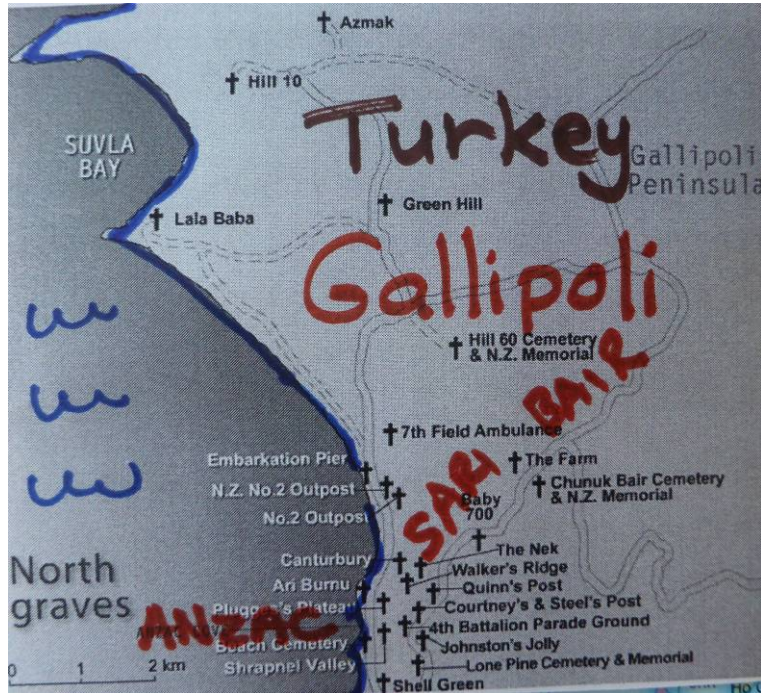 Azmak
Hill 10
Turkey
SUVLA
BAY
Gallipoli
Peninsula
Green Hill
Lala Baba
Gallipoli
Hill 60 Cemetery
& N.Z. Memorial
SARI BAIR
7th Field Ambulance
Embarkation Pier
The Farm
N.Z. No.2 Outpost
Chunuk Bair Cemetery
& N.Z. Memorial
No.2 Outpost
Baby
700
The Nek
Canturbury
Walker's Ridge
North
graves
Ari Burnu
Quinn's Post
Plugges's Plateau
Courtney's & Steel's Post
ANZAC
4th Battalion Parade Ground
Beach Cemetery
Johnston's Jolly
Shrapnel Valley
Lone Pine Cemetery & Memorial
0 1 2 km
Shell Green